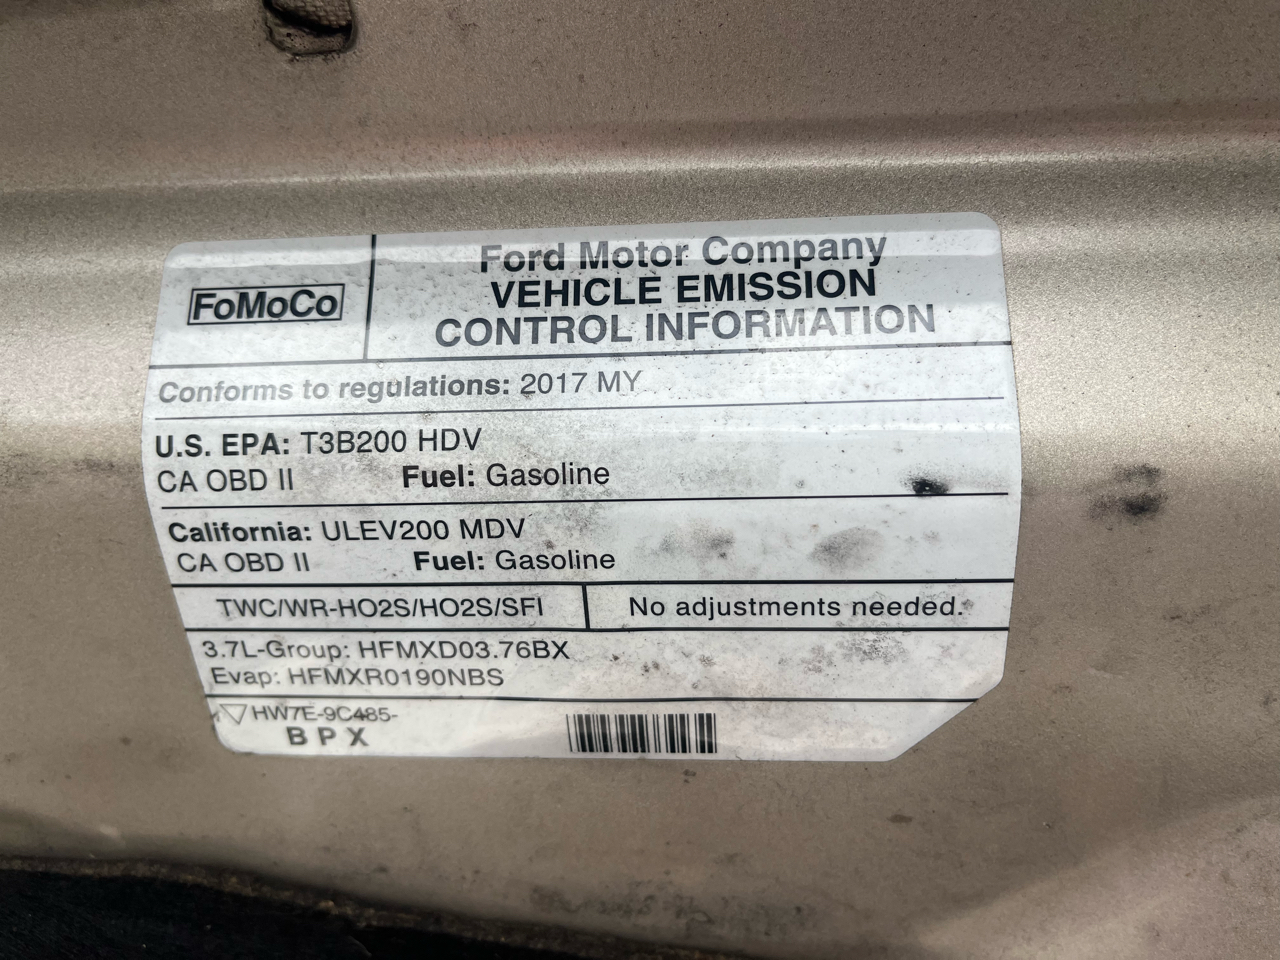 FoMoCo
Ford Motor Company
VEHICLE EMISSION
CONTROL INFORMATION
Conforms to regulations: 2017 MY
U.S. EPA: T3B200 HDV
CA OBD II Fuel: Gasoline
California: ULEV200 MDV
CA OBD II Fuel: Gasoline
TWC/WR-HO2S/HO2S/SFI No adjustments needed.
3.7L-Group: HFMXD03.76BX
Evap: HFMXR0190NBS
HW7E-9C485-
B P X